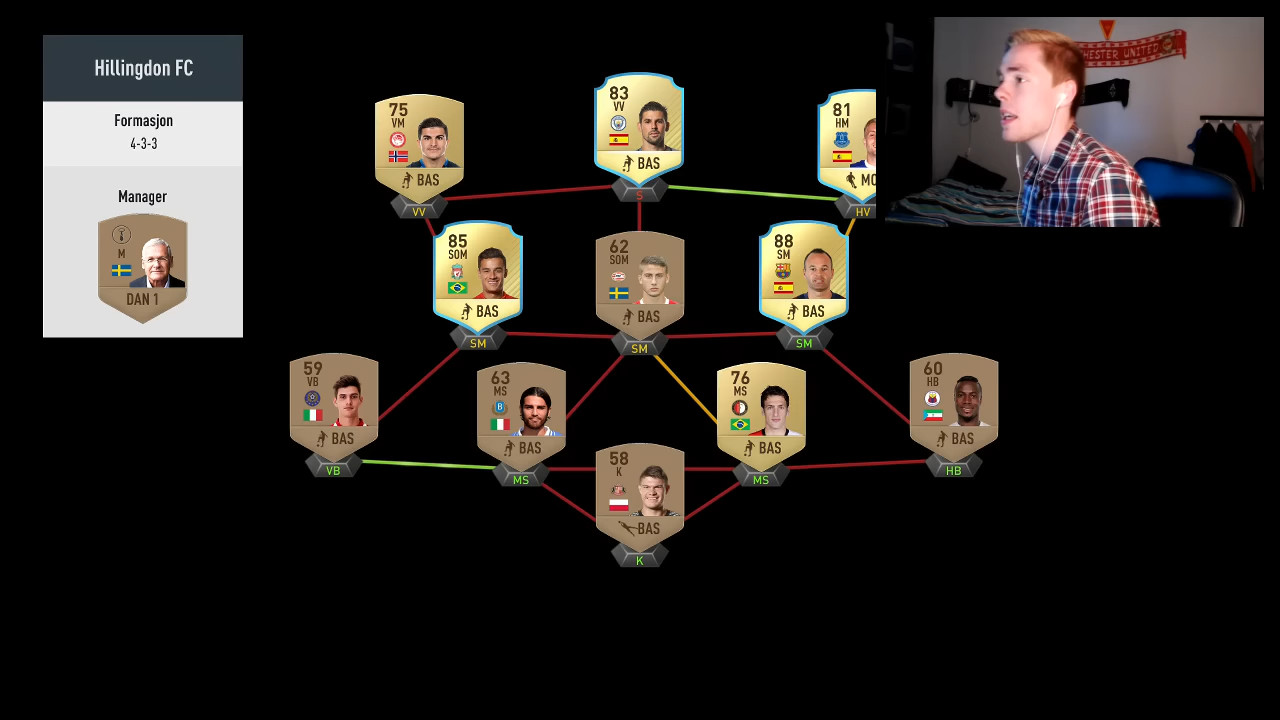 Hillingdon FC
Formasjon
4-3-3
Manager
M
DAN 1
75
VM
BAS
VV
83
VV
BAS
S
81
HM
MO
HV
CHESTER UNITED
85
SOM
BAS
SM
62
SOM
BAS
SM
88
SM
BAS
SM
59
VB
BAS
VB
63
MS
B
BAS
MS
76
MS
BAS
MS
60
HB
BAS
HB
58
K
BAS
K